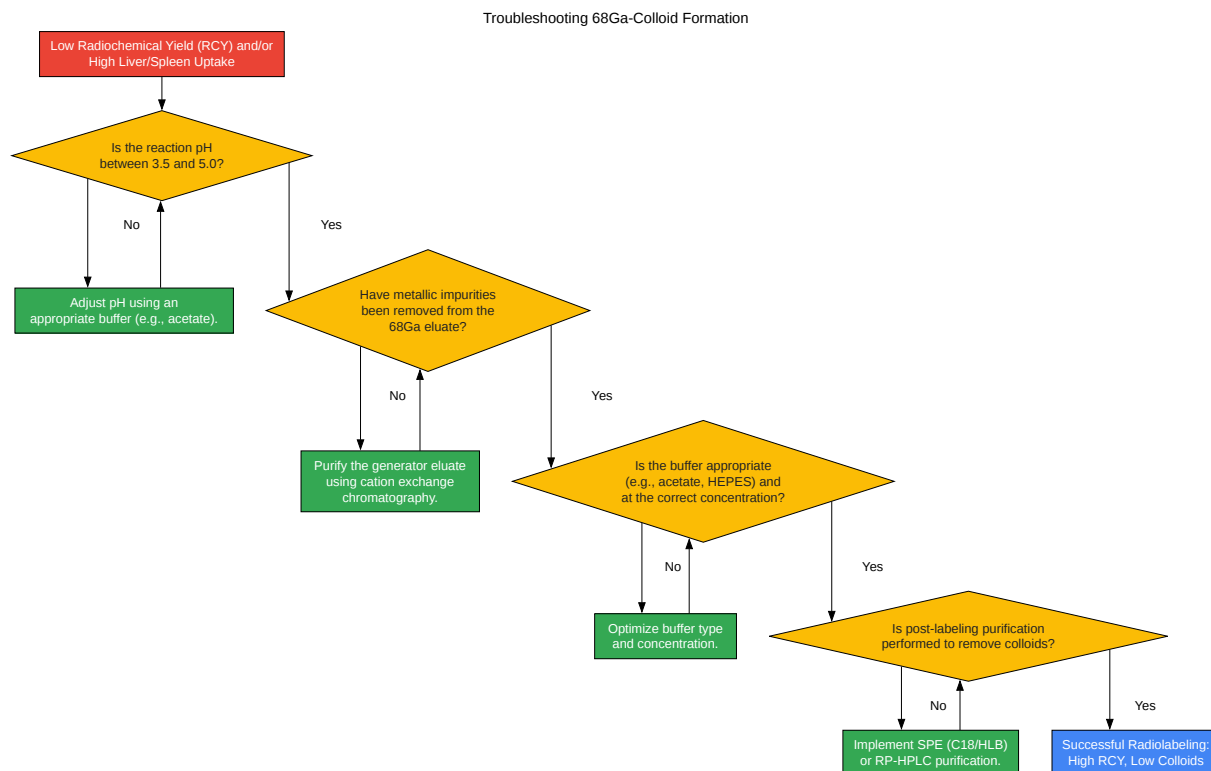 Troubleshooting 68Ga-Colloid Formation
Low Radiochemical Yield (RCY) and/or
High Liver/Spleen Uptake
Is the reaction pH
between 3.5 and 5.0?
No
Yes
Adjust pH using an
appropriate buffer (e.g., acetate).
Have metallic impurities
been removed from the
68Ga eluate?
No
Yes
Purify the generator eluate
using cation exchange
chromatography.
Is the buffer appropriate
(e.g., acetate, HEPES) and
at the correct concentration?
No
Yes
Optimize buffer type
and concentration.
Is post-labeling purification
performed to remove colloids?
No
Yes
Implement SPE (C18/HLB)
or RP-HPLC purification.
Successful Radiolabeling:
High RCY, Low Colloids